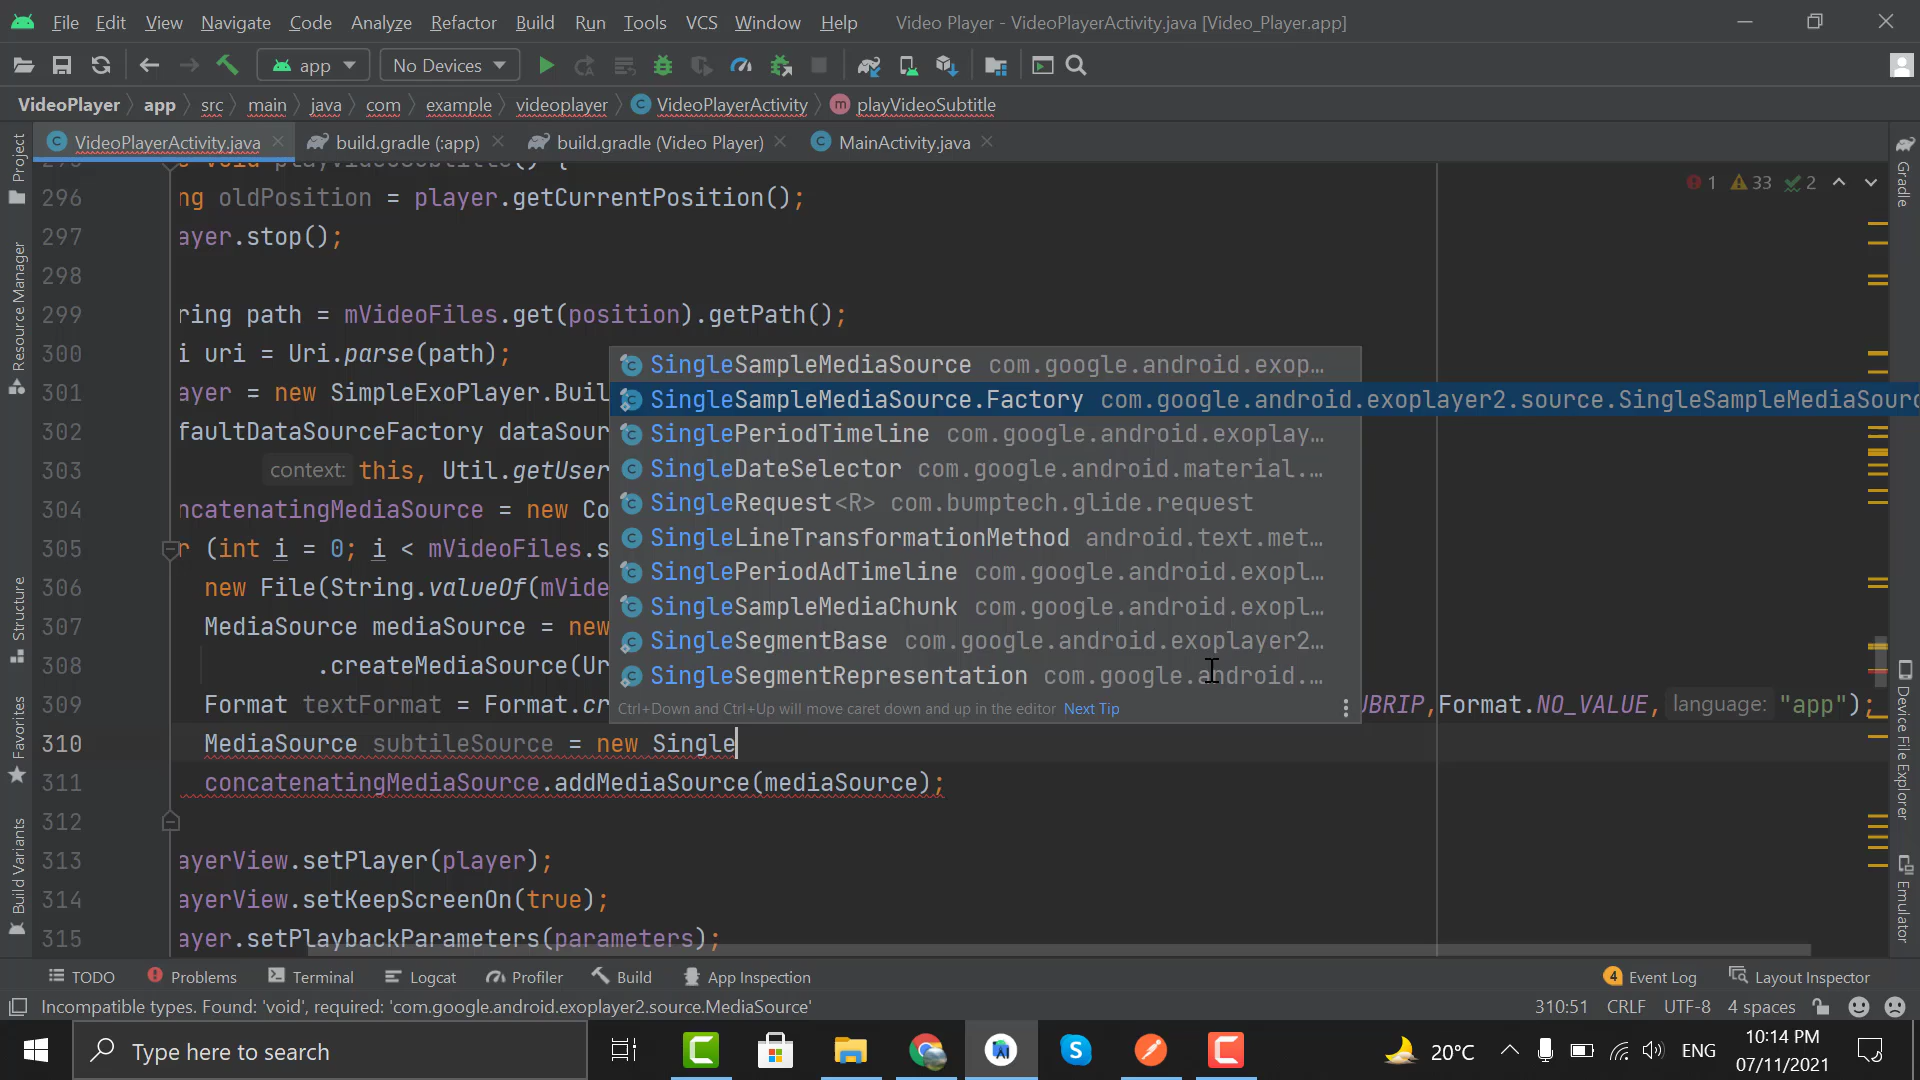 File Edit View Navigate Code Analyze Refactor Build Run Tools VCS Window Help Video Player - VideoPlayerActivity.java [Video_Player.app]
app No Devices
VideoPlayer app src main java com example videoplayer VideoPlayerActivity playVideoSubtitle
VideoPlayerActivity.java build.gradle (:app) build.gradle (Video Player) MainActivity.java
1 33 2
296 ng oldPosition = player.getCurrentPosition();
297 ayer.stop();
298
299 ring path = mVideoFiles.get(position).getPath();
300 i uri = Uri.parse(path);
301 ayer = new SimpleExoPlayer.Buil
302 faultDataSourceFactory dataSour
303 context: this, Util.getUser
304 ncatenatingMediaSource = new Co
305 r (int i = 0; i < mVideoFiles.s
306 new File(String.valueOf(mVide
307 MediaSource mediaSource = new
308 .createMediaSource(Ur
309 Format textFormat = Format.cr UBRIP,Format.NO_VALUE, language: "app");
310 MediaSource subtileSource = new Single
311 concatenatingMediaSource.addMediaSource(mediaSource);
312
313 ayerView.setPlayer(player);
314 ayerView.setKeepScreenOn(true);
315 ayer.setPlaybackParameters(parameters);
SingleSampleMediaSource com.google.android.exop...
SingleSampleMediaSource.Factory com.google.android.exoplayer2.source.SingleSampleMediaSourc
SinglePeriodTimeline com.google.android.exoplay...
SingleDateSelector com.google.android.material....
SingleRequest<R> com.bumptech.glide.request
SingleLineTransformationMethod android.text.met...
SinglePeriodAdTimeline com.google.android.exopl...
SingleSampleMediaChunk com.google.android.exopl...
SingleSegmentBase com.google.android.exoplayer2...
SingleSegmentRepresentation com.google.android....
Ctrl+Down and Ctrl+Up will move caret down and up in the editor Next Tip
Project
Resource Manager
Structure
Favorites
Build Variants
Gradle
Device File Explorer
Emulator
TODO Problems Terminal Logcat Profiler Build App Inspection 4 Event Log Layout Inspector
Incompatible types. Found: 'void', required: 'com.google.android.exoplayer2.source.MediaSource' 310:51 CRLF UTF-8 4 spaces
Type here to search 20°C ENG 10:14 PM
07/11/2021